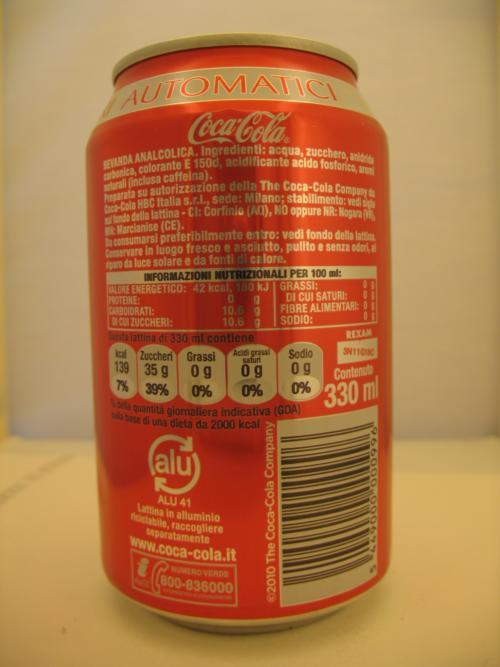 AUTOMATICI
Coca-Cola
BEVANDA ANALCOLICA. Ingredienti: acqua, zucchero, anidride
carbonica, colorante E 150d, acidificante acido fosforico, aromi
naturali (inclusa caffeina).
Preparata su autorizzazione della The Coca-Cola Company da
Coca-Cola HBC Italia s.r.l., sede: Milano; stabilimento: vedi sigla
sul fondo della lattina - CI: Corfinio (AQ), NO oppure NR: Nogara (VR),
MN: Marcianise (CE).
Da consumarsi preferibilmente entro: vedi fondo della lattina.
Conservare in luogo fresco e asciutto, pulito e senza odori, al
riparo da luce solare e da fonti di calore.
INFORMAZIONI NUTRIZIONALI PER 100 ml:
VALORE ENERGETICO: 42 kcal, 180 kJ
PROTEINE: 0 g
CARBOIDRATI: 10.6 g
DI CUI ZUCCHERI: 10.6 g
GRASSI: 0 g
DI CUI SATURI: 0 g
FIBRE ALIMENTARI: 0 g
SODIO: 0 g
Questa lattina di 330 ml contiene
kcal 139 7%
Zuccheri 35 g 39%
Grassi 0 g 0%
Acidi grassi saturi 0 g 0%
Sodio 0 g 0%
REXAM
Contenuto
330 ml
% della quantità giornaliera indicativa (GDA)
sulla base di una dieta da 2000 kcal
alu
ALU 41
Lattina in alluminio
riciclabile, raccogliere
separatamente
www.coca-cola.it
NUMERO VERDE
800-836000
©2010 The Coca-Cola Company
5 449000 000996